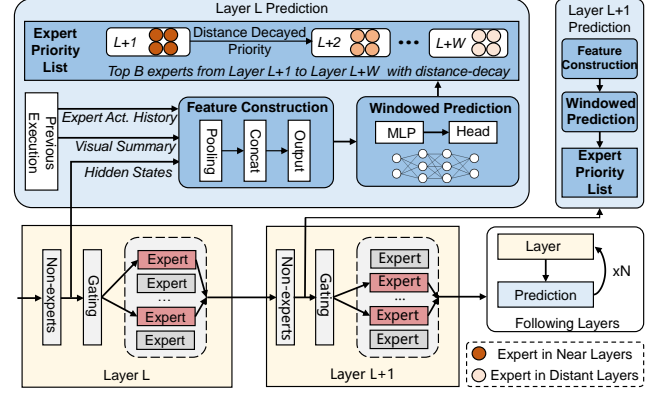 Layer L Prediction
Expert
Priority
List
L+1
Distance Decayed
Priority
L+2
•••
L+W
Top B experts from Layer L+1 to Layer L+W with distance-decay
Previous
Execution
Expert Act. History
Visual Summary
Hidden States
Feature Construction
Pooling
Concat
Output
Windowed Prediction
MLP
Head
Layer L+1
Prediction
Feature
Construction
Windowed
Prediction
Expert
Priority
List
Non-experts
Gating
Expert
Expert
...
Expert
Expert
Layer L
Non-experts
Gating
Expert
Expert
...
Expert
Expert
Layer L+1
Layer
Prediction
xN
Following Layers
Expert in Near Layers
Expert in Distant Layers